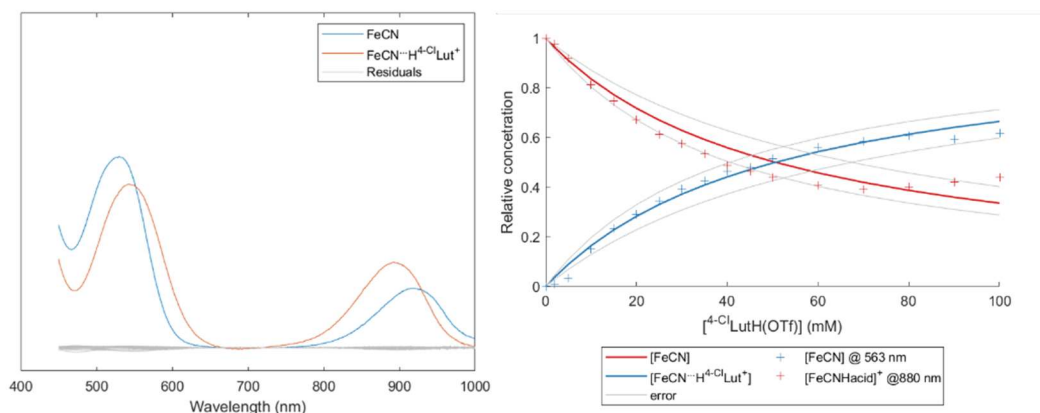 FeCN
FeCN···H4-ClLut+
Residuals
400 500 600 700 800 900 1000
Wavelength (nm)
1
0.8
0.6
0.4
0.2
0
Relative concetration
0 20 40 60 80 100
[4-ClLutH(OTf)] (mM)
[FeCN]
[FeCN···H4-ClLut+]
error
[FeCN] @ 563 nm
[FeCNHacid]+ @880 nm